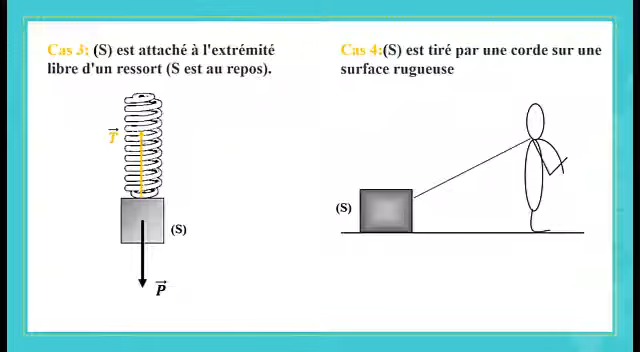 Cas 3: (S) est attaché à l'extrémité
libre d'un ressort (S est au repos).
T
(S)
P
Cas 4:(S) est tiré par une corde sur une
surface rugueuse
(S)